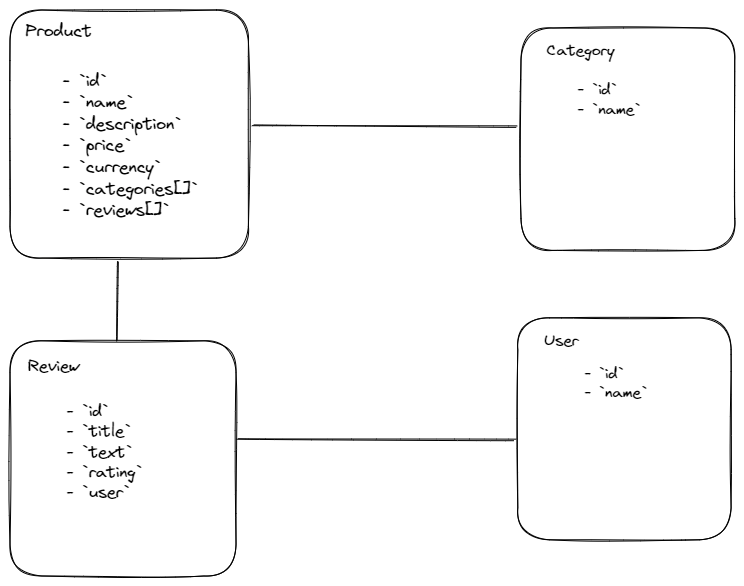 Product
- `id`
- `name`
- `description`
- `price`
- `currency`
- `categories[]`
- `reviews[]`
Category
- `id`
- `name`
Review
- `id`
- `title`
- `text`
- `rating`
- `user`
User
- `id`
- `name`